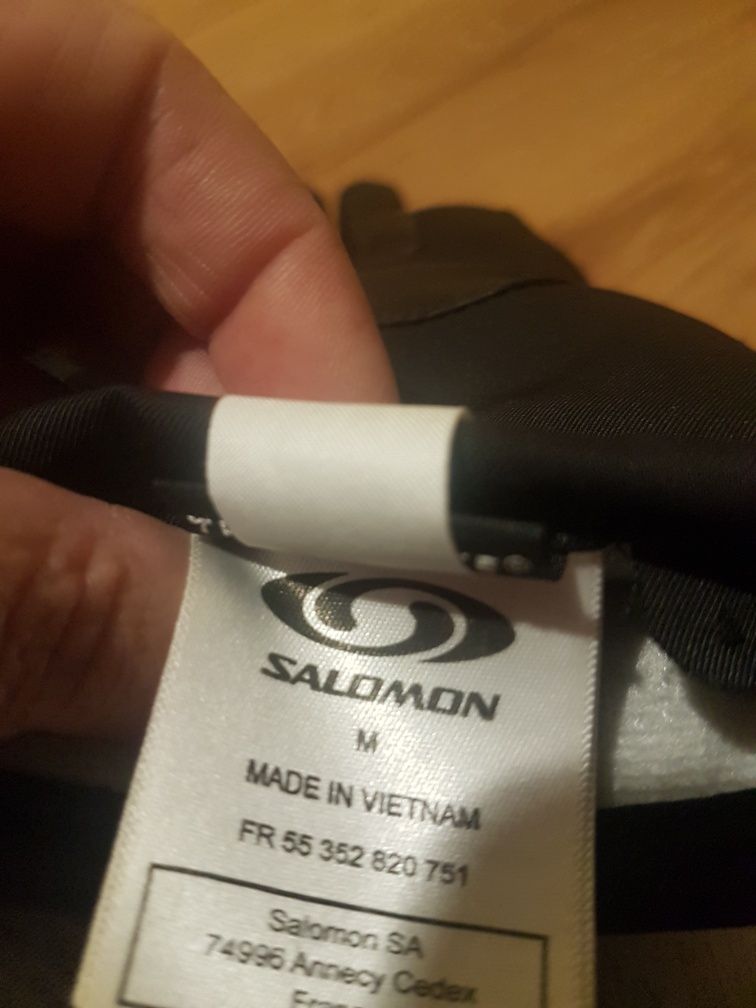 SALOMON
M
MADE IN VIETNAM
FR 55 352 820 751
Salomon SA
74996 Annecy Cedex